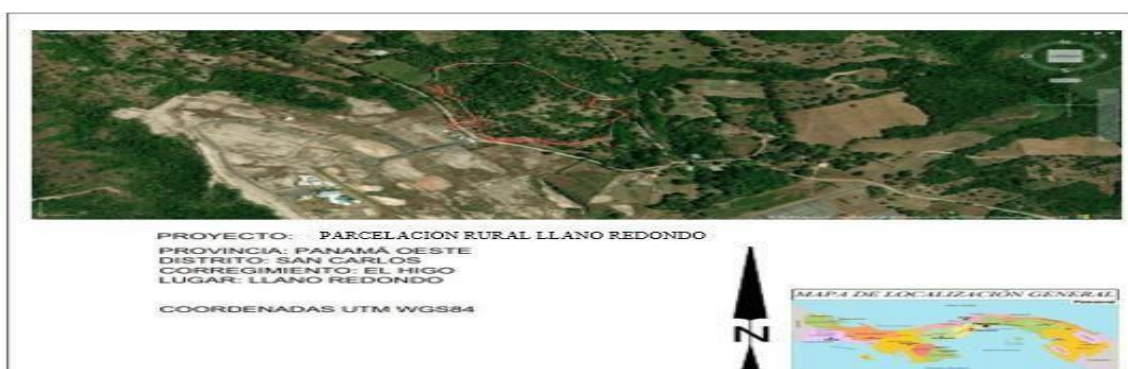 PROYECTO: PARCELACION RURAL LLANO REDONDO
PROVINCIA: PANAMÁ OESTE
DISTRITO: SAN CARLOS
CORREGIMIENTO: EL HIGO
LUGAR: LLANO REDONDO
COORDENADAS UTM WGS84
N
MAPA DE LOCALIZACIÓN GENERAL